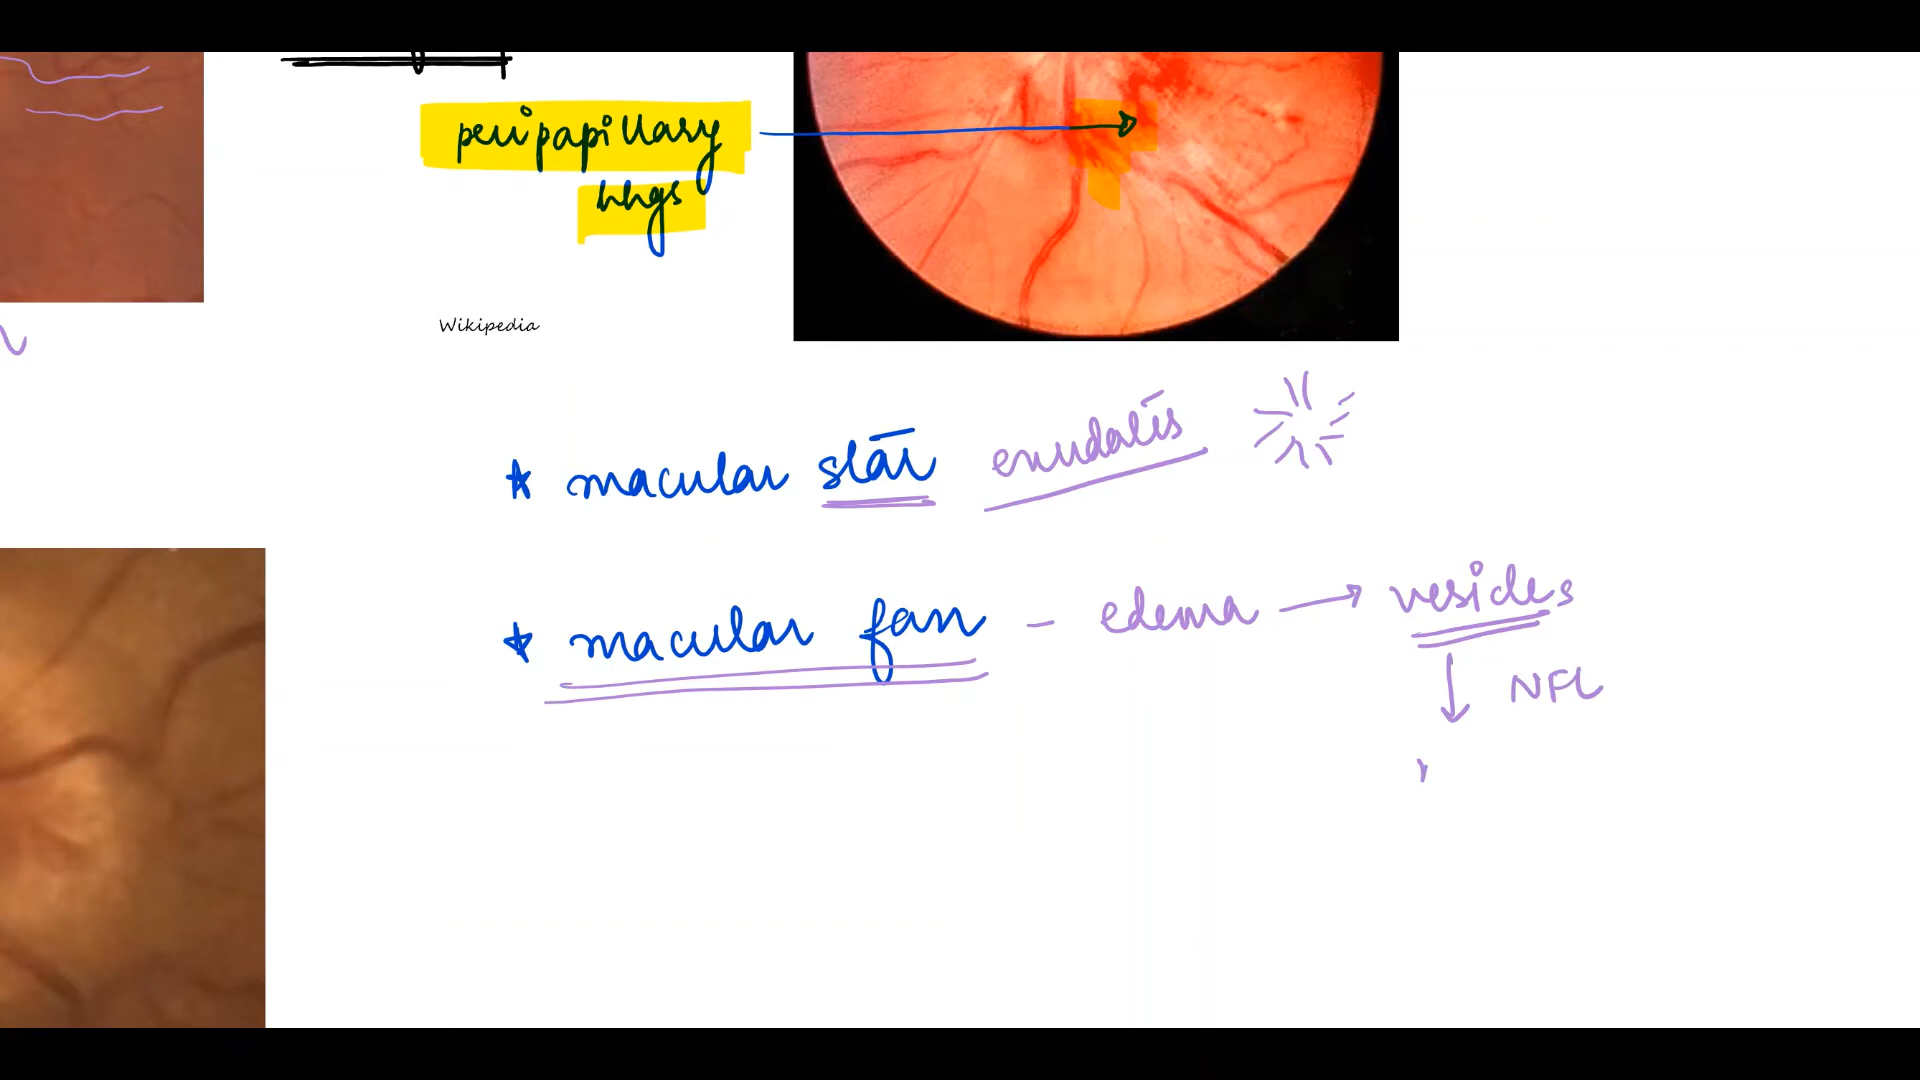 peripapillary
hhgs
Wikipedia
* macular star exudates
* macular fan - edema → vesicles
↓ NFL